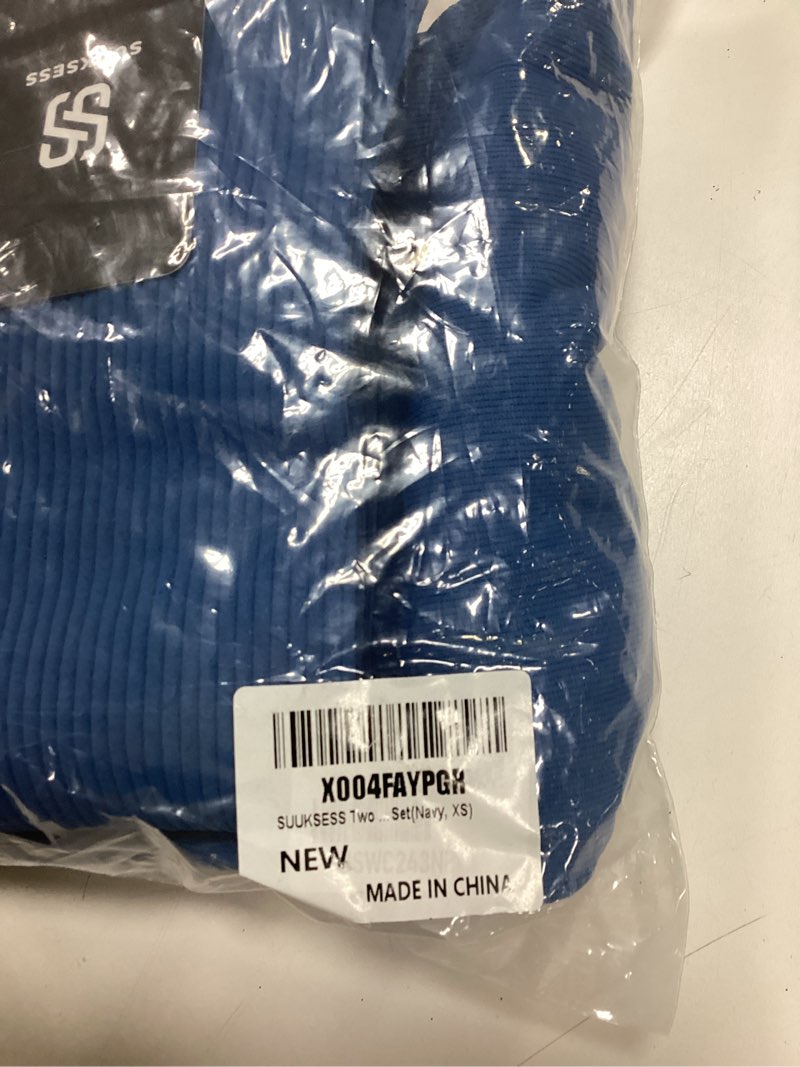 SUUKSESS
X004FAYPGH
SUUKSESS Two ... Set(Navy, XS)
NEW
MADE IN CHINA